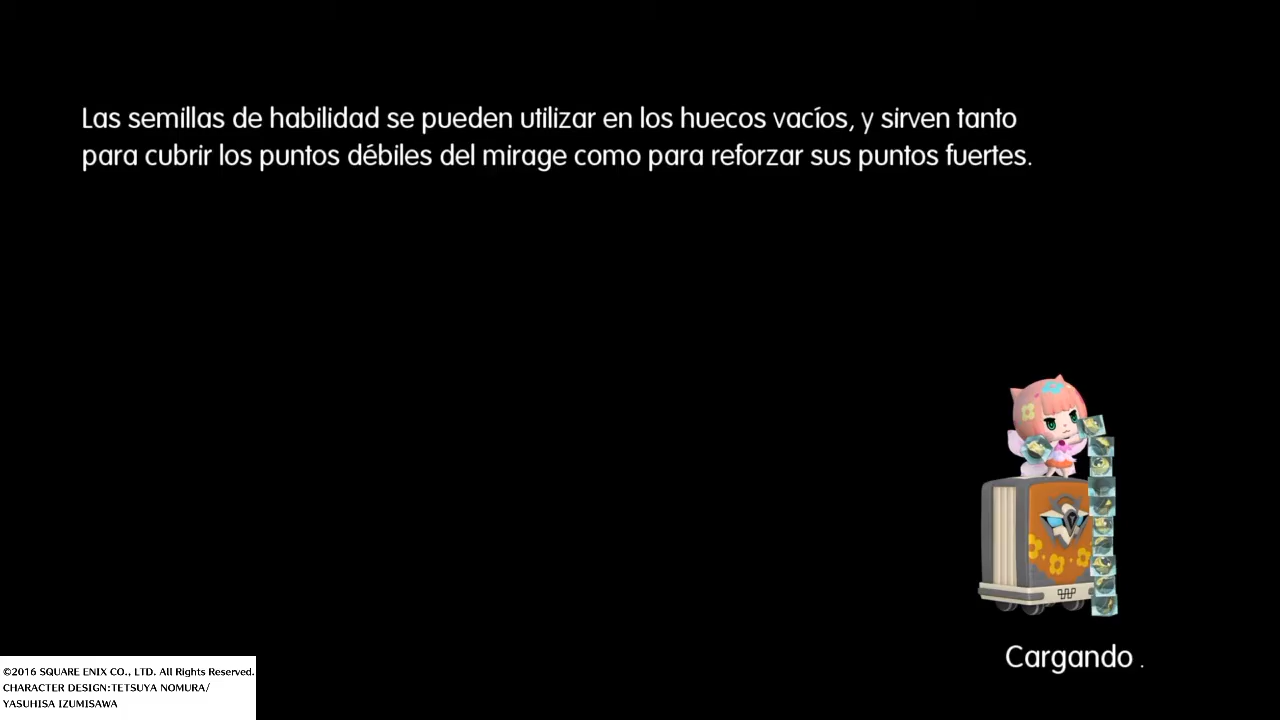 Las semillas de habilidad se pueden utilizar en los huecos vacíos, y sirven tanto
para cubrir los puntos débiles del mirage como para reforzar sus puntos fuertes.
Cargando .
©2016 SQUARE ENIX CO., LTD. All Rights Reserved.
CHARACTER DESIGN:TETSUYA NOMURA/
YASUHISA IZUMISAWA